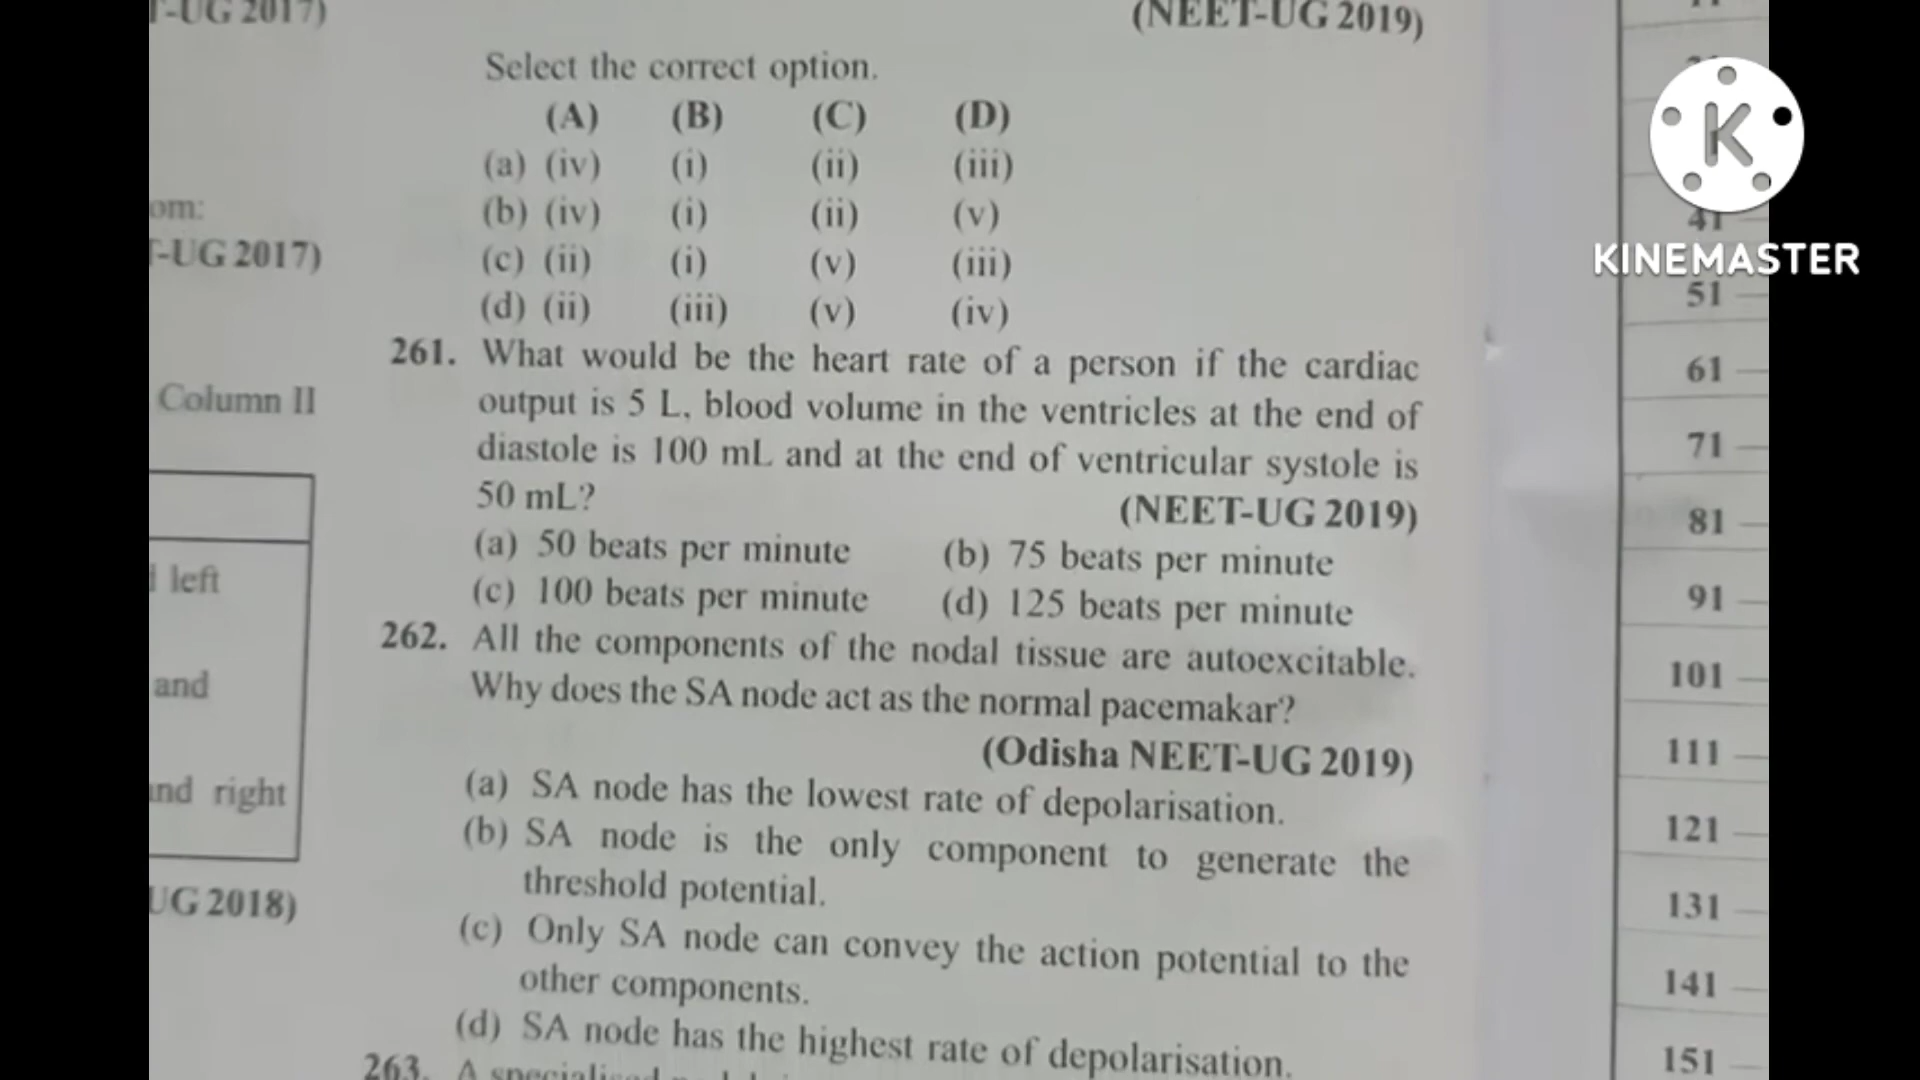 T-UG 2017)
om:
T-UG 2017)
Column II
left
and
and right
UG 2018)
(NEET-UG 2019)
Select the correct option.
(A) (B) (C) (D)
(a) (iv) (i) (ii) (iii)
(b) (iv) (i) (ii) (v)
(c) (ii) (i) (v) (iii)
(d) (ii) (iii) (v) (iv)
261. What would be the heart rate of a person if the cardiac
output is 5 L, blood volume in the ventricles at the end of
diastole is 100 mL and at the end of ventricular systole is
50 mL? (NEET-UG 2019)
(a) 50 beats per minute (b) 75 beats per minute
(c) 100 beats per minute (d) 125 beats per minute
262. All the components of the nodal tissue are autoexcitable.
Why does the SA node act as the normal pacemakar?
(Odisha NEET-UG 2019)
(a) SA node has the lowest rate of depolarisation.
(b) SA node is the only component to generate the
threshold potential.
(c) Only SA node can convey the action potential to the
other components.
(d) SA node has the highest rate of depolarisation.
263. A specialised
K
KINEMASTER
41
51
61
71
81
91
101
111
121
131
141
151